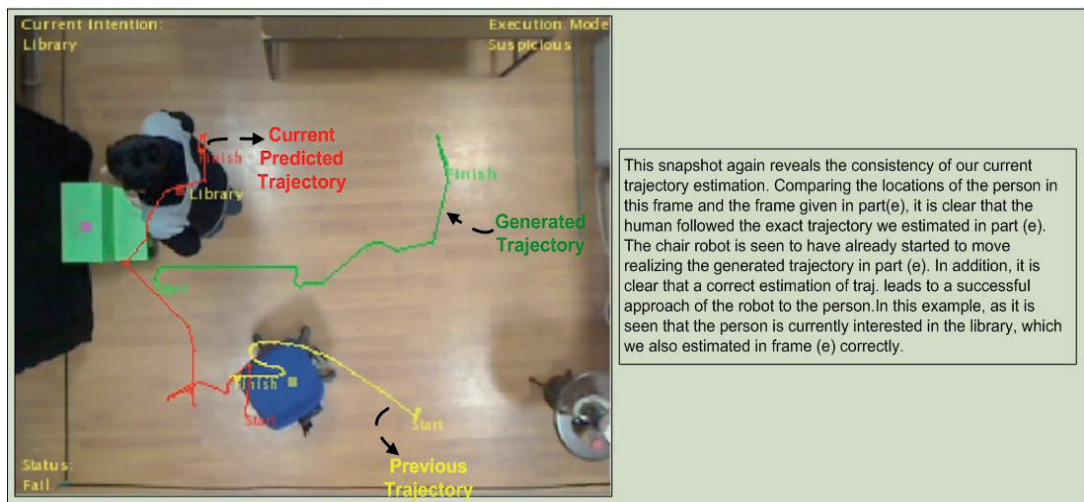 Current Intention:
Library
Execution Mode
Suspicious
Current
Predicted
Trajectory
Finish
Library
Finish
Generated
Trajectory
Start
Finish
Start
Start
Previous
Trajectory
Status:
Fail
This snapshot again reveals the consistency of our current
trajectory estimation. Comparing the locations of the person in
this frame and the frame given in part(e), it is clear that the
human followed the exact trajectory we estimated in part (e).
The chair robot is seen to have already started to move
realizing the generated trajectory in part (e). In addition, it is
clear that a correct estimation of traj. leads to a successful
approach of the robot to the person.In this example, as it is
seen that the person is currently interested in the library, which
we also estimated in frame (e) correctly.